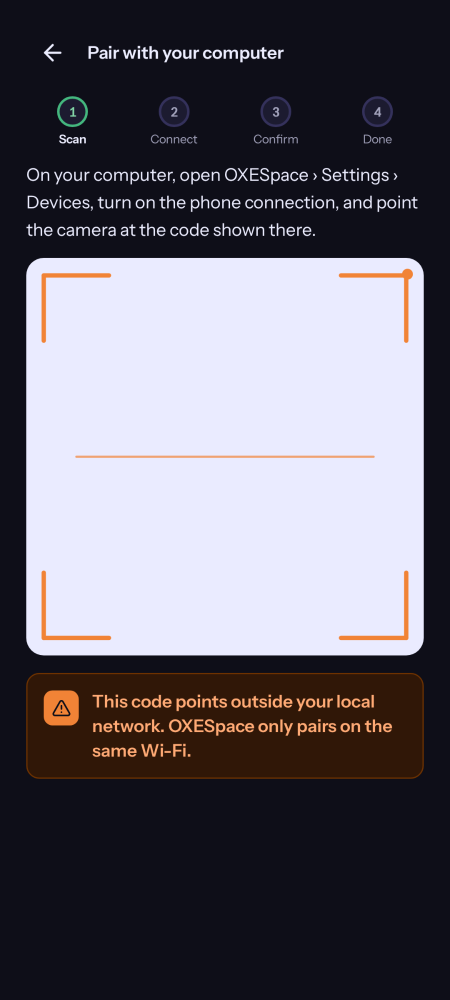 Pair with your computer
1 2 3 4
Scan Connect Confirm Done
On your computer, open OXESpace › Settings ›
Devices, turn on the phone connection, and point
the camera at the code shown there.
This code points outside your local
network. OXESpace only pairs on the
same Wi-Fi.